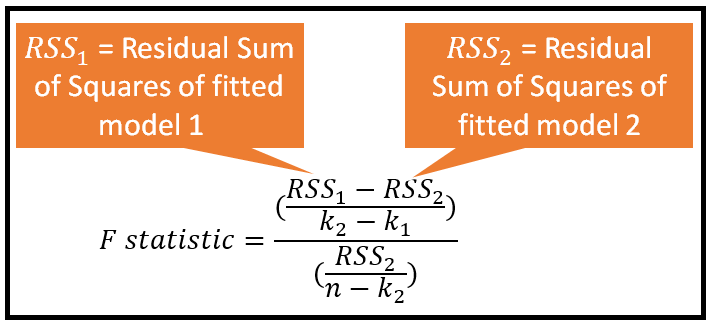 RSS₁ = Residual Sum
of Squares of fitted
model 1
RSS₂ = Residual
Sum of Squares of
fitted model 2
F statistic = ((RSS₁ − RSS₂)/(k₂ − k₁))/((RSS₂)/(n − k₂))